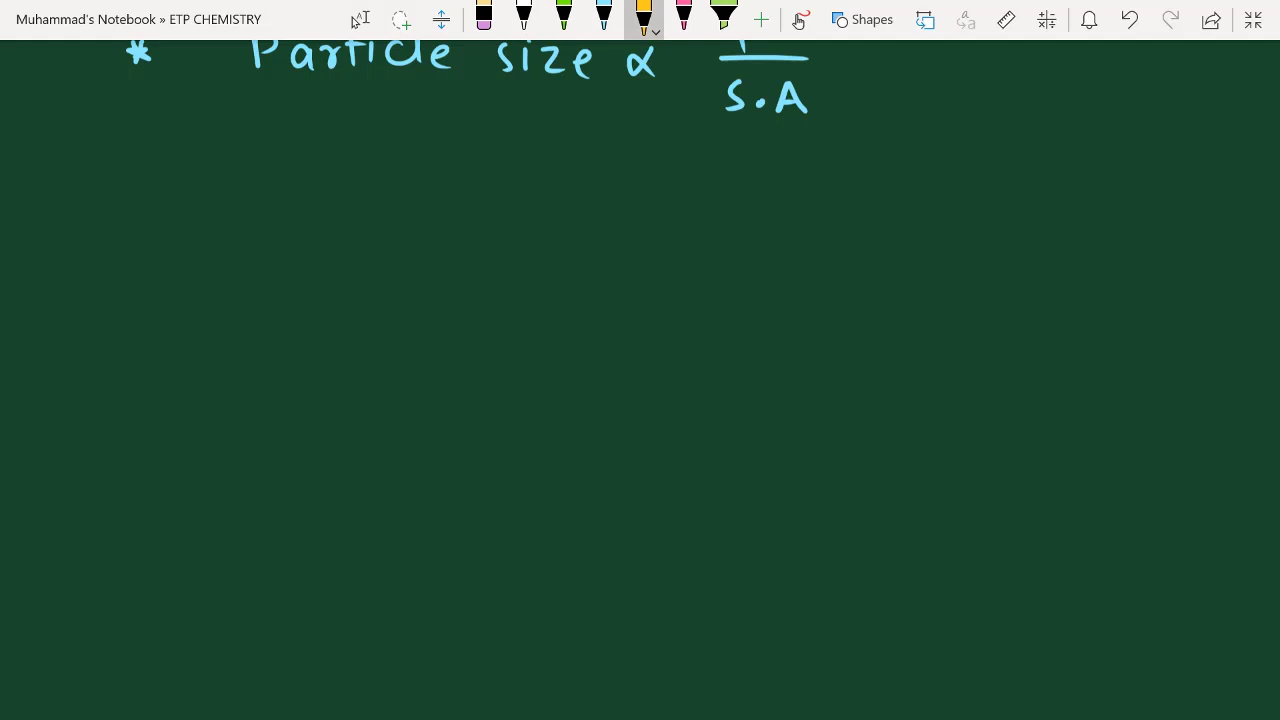 Muhammad's Notebook » ETP CHEMISTRY
Shapes
* Particle size ∝ 1
S.A